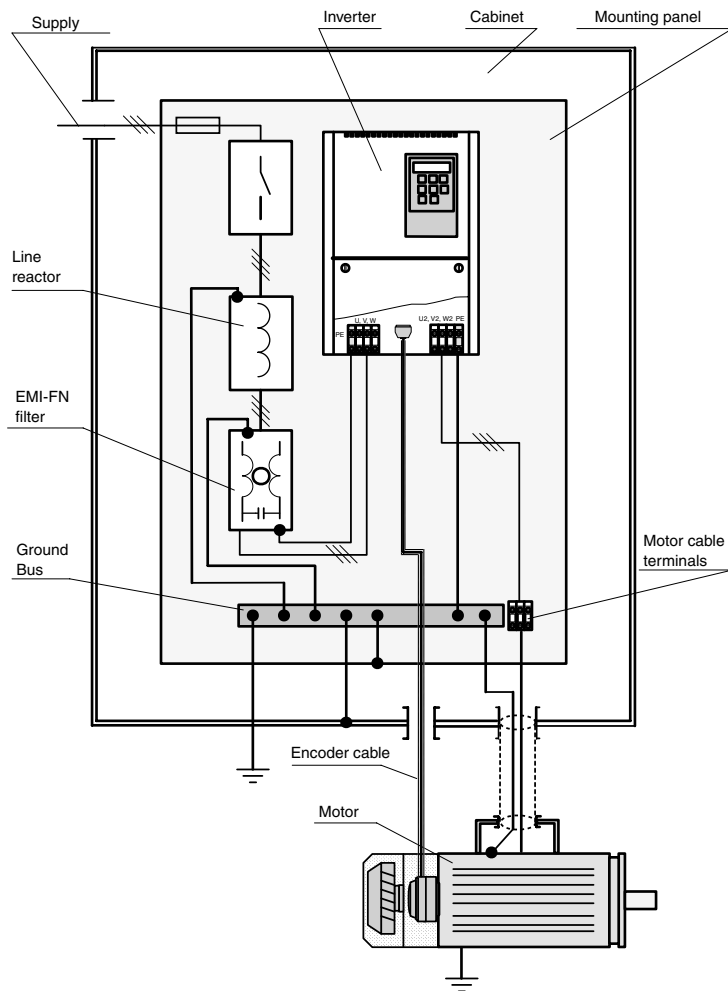 Supply
Inverter
Cabinet
Mounting panel
Line
reactor
U, V, W
U2, V2, W2 PE
PE
EMI-FN
filter
Ground
Bus
Motor cable
terminals
Encoder cable
Motor